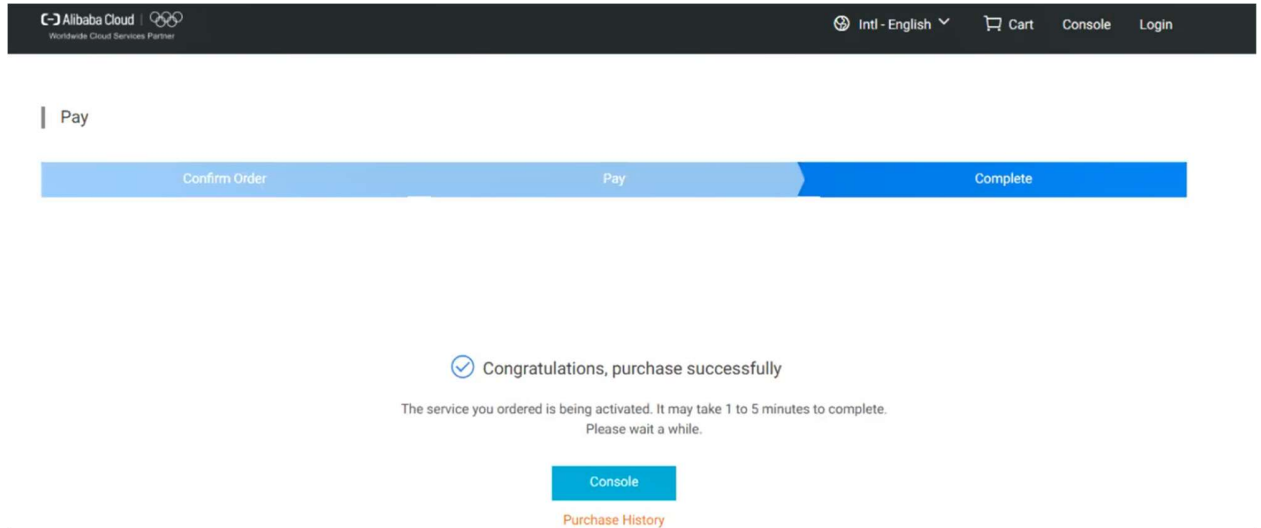 Alibaba Cloud
Worldwide Cloud Services Partner
Intl - English Cart Console Login
Pay
Confirm Order Pay Complete
Congratulations, purchase successfully
The service you ordered is being activated. It may take 1 to 5 minutes to complete.
Please wait a while.
Console
Purchase History